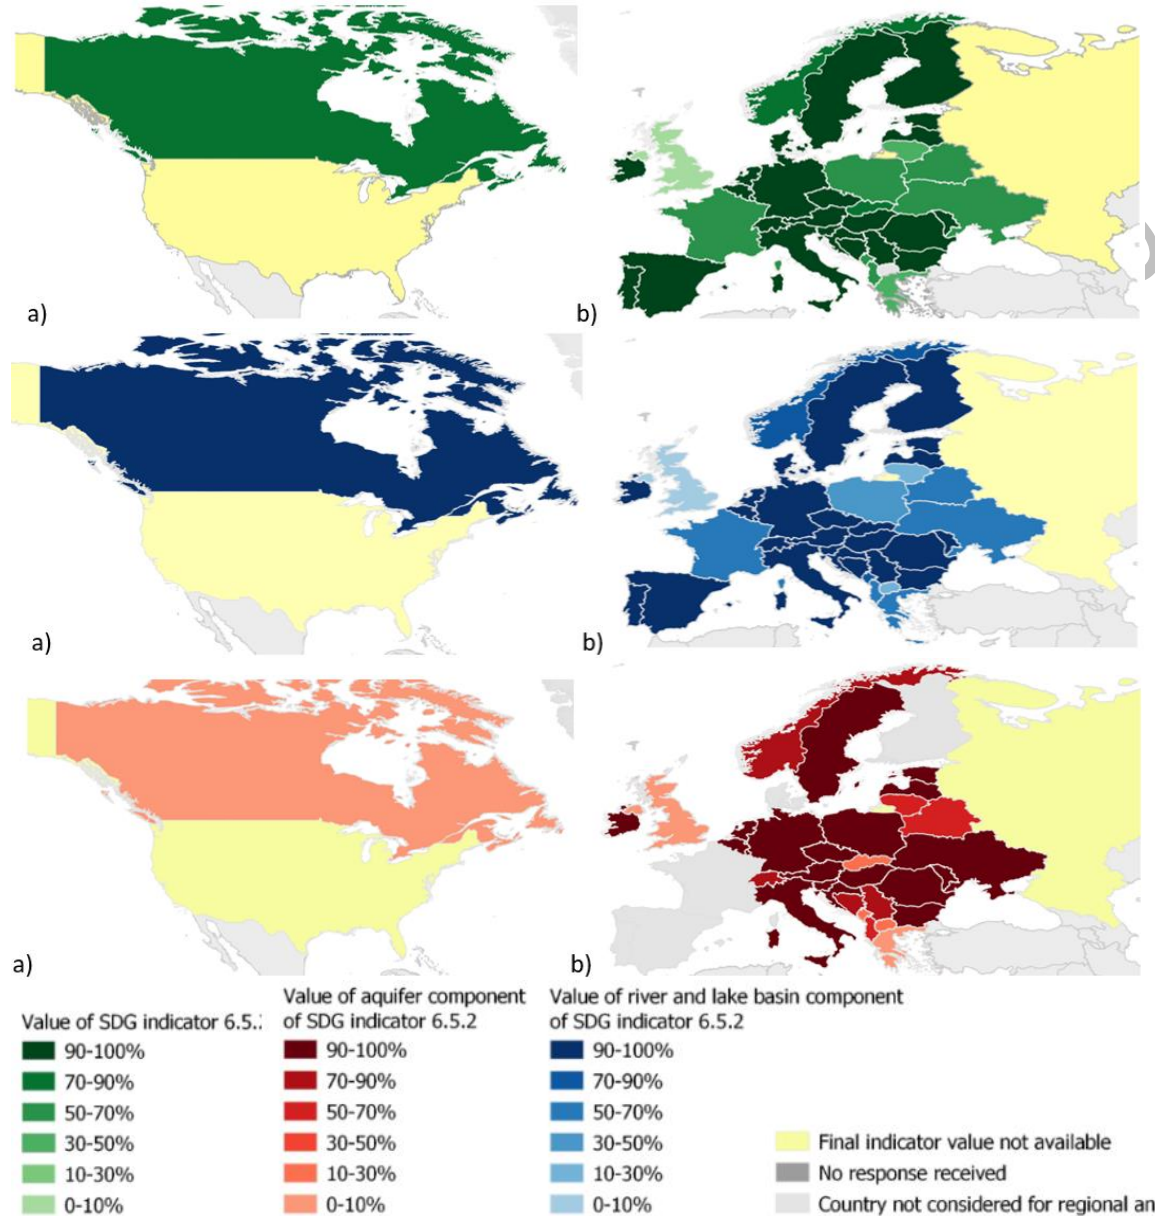 a)
b)
a)
b)
a)
b)
Value of SDG indicator 6.5.
90-100%
70-90%
50-70%
30-50%
10-30%
0-10%
Value of aquifer component
of SDG indicator 6.5.2
90-100%
70-90%
50-70%
30-50%
10-30%
0-10%
Value of river and lake basin component
of SDG indicator 6.5.2
90-100%
70-90%
50-70%
30-50%
10-30%
0-10%
Final indicator value not available
No response received
Country not considered for regional an